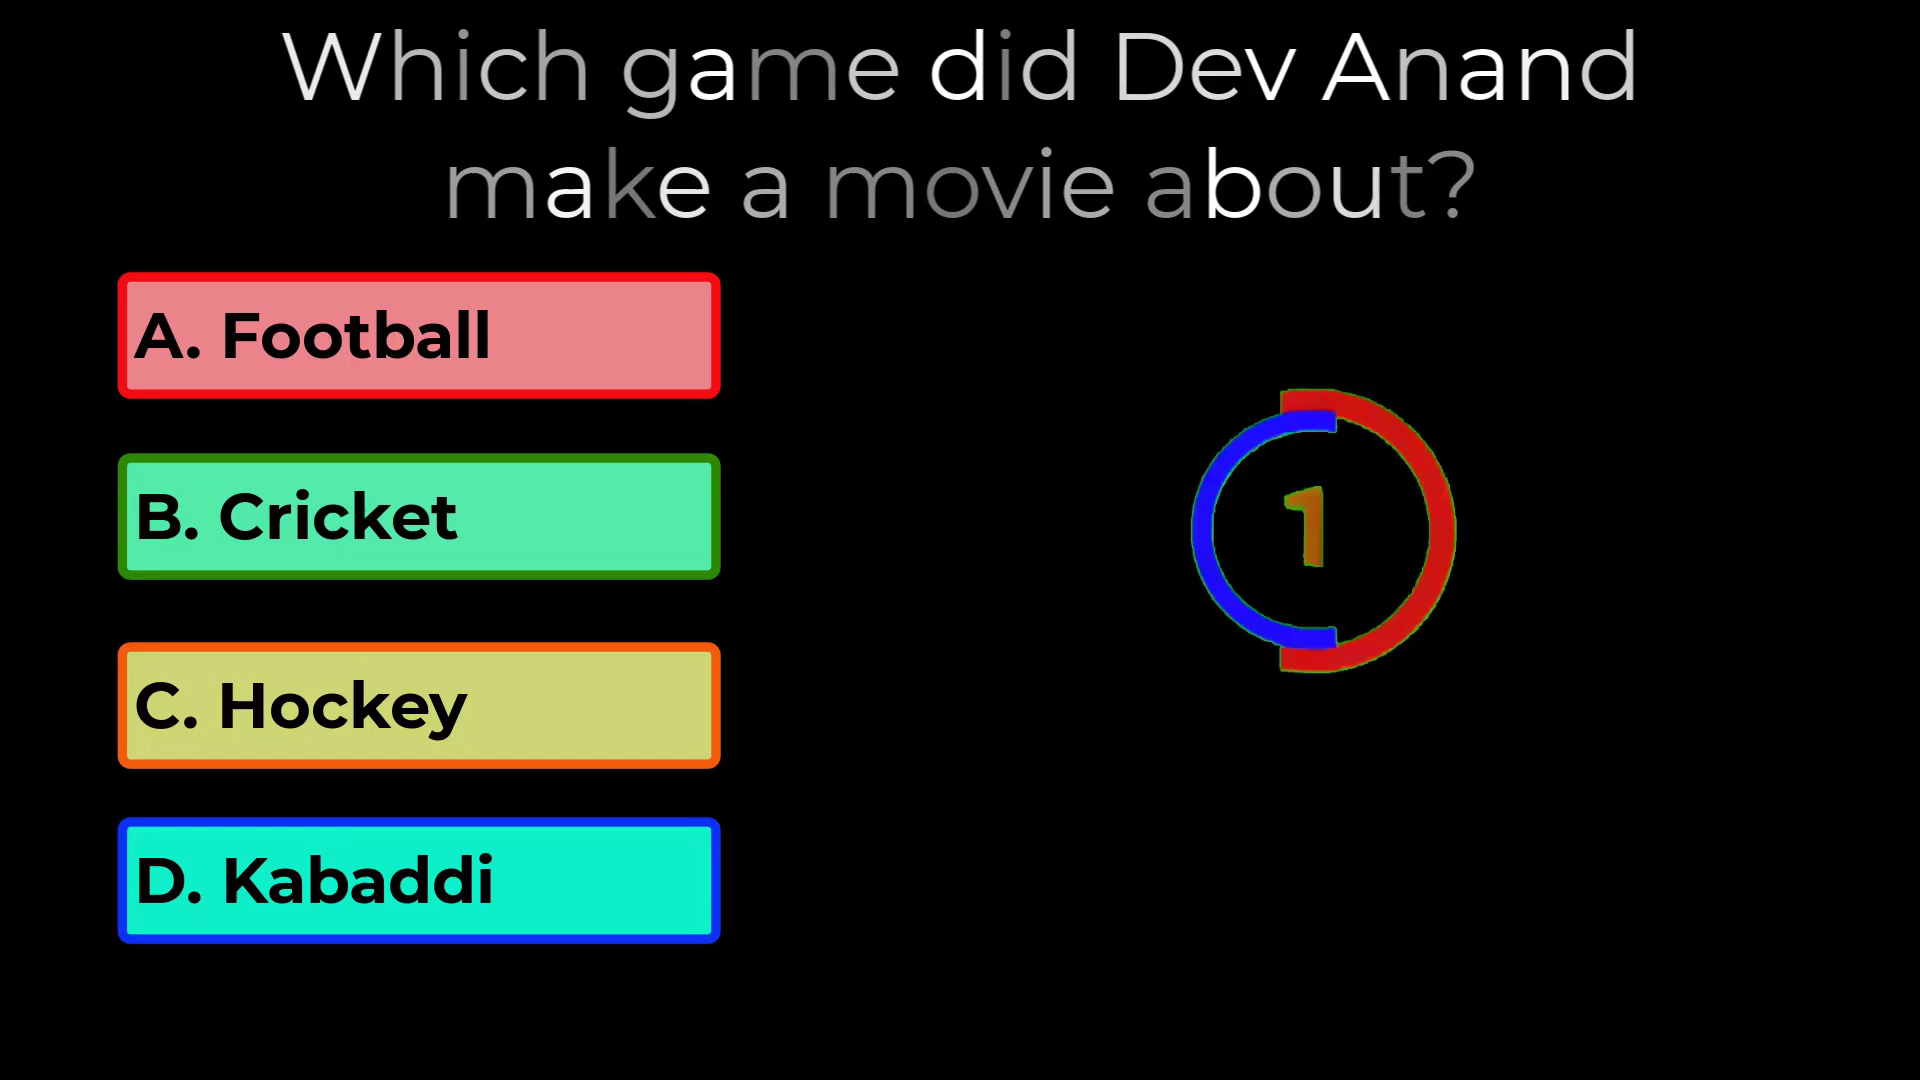 Which game did Dev Anand
make a movie about?
A. Football
B. Cricket
1
C. Hockey
D. Kabaddi